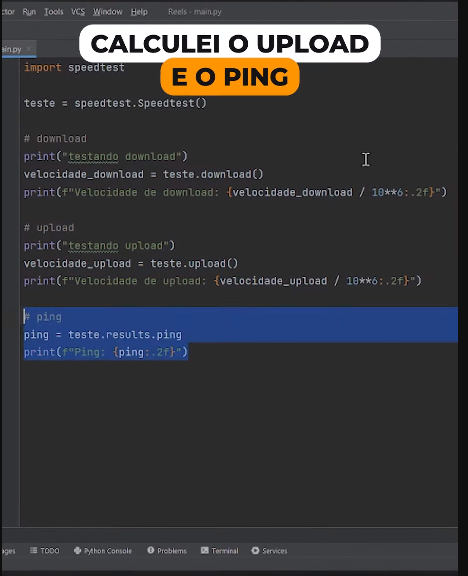 ctor Run Tools VCS Window Help Reels - main.py
ain.py
CALCULEI O UPLOAD
E O PING
import speedtest
teste = speedtest.Speedtest()
# download
print("testando download")
velocidade_download = teste.download()
print(f"Velocidade de download: {velocidade_download / 10**6:.2f}")
# upload
print("testando upload")
velocidade_upload = teste.upload()
print(f"Velocidade de upload: {velocidade_upload / 10**6:.2f}")
# ping
ping = teste.results.ping
print(f"Ping: {ping:.2f}")
ages TODO Python Console Problems Terminal Services